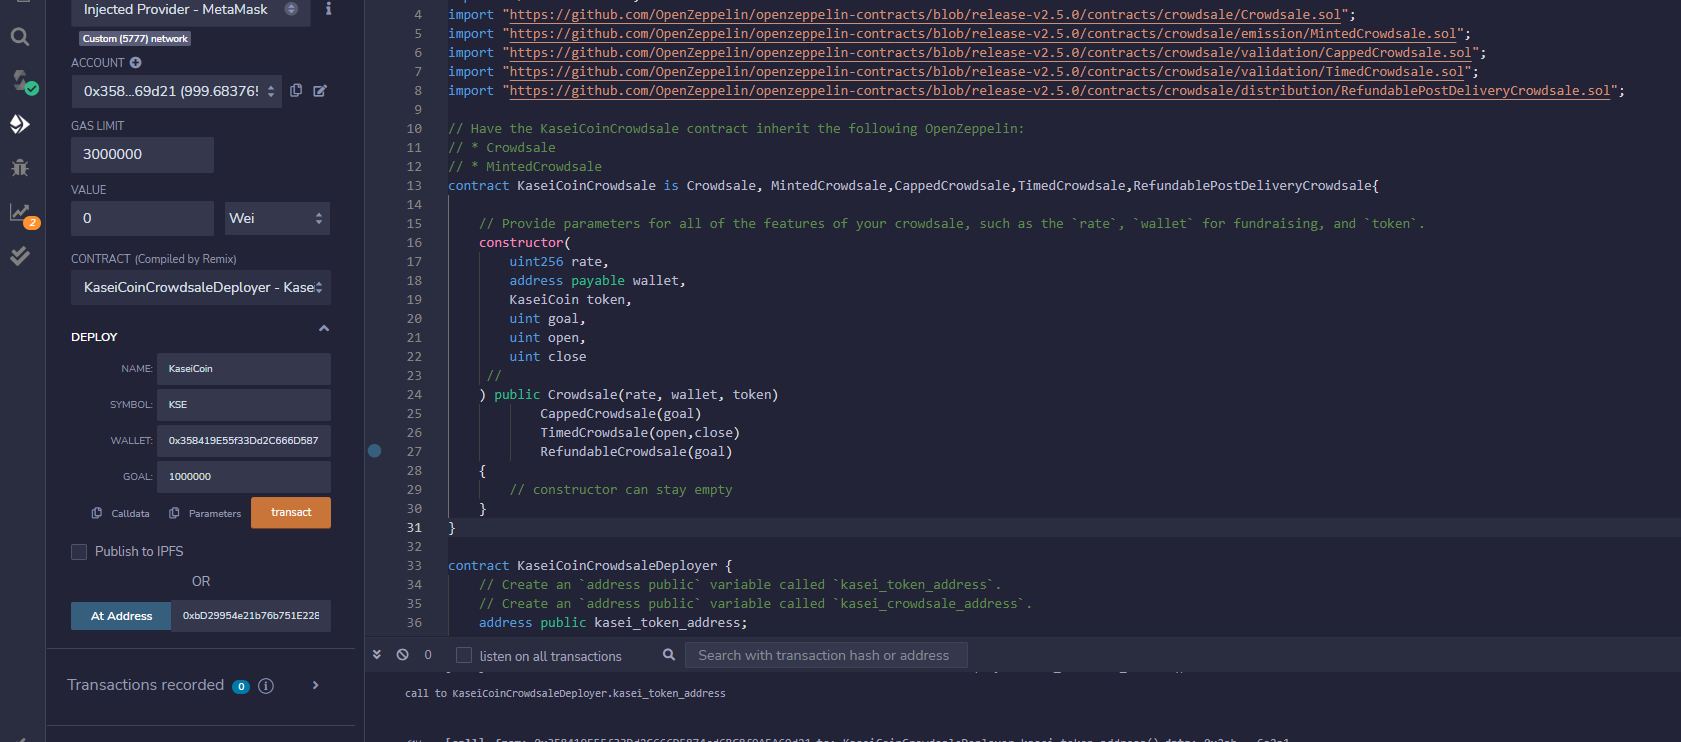 Injected Provider - MetaMask
Custom (5777) network
ACCOUNT
0x358...69d21 (999.68376!
GAS LIMIT
3000000
VALUE
0
Wei
CONTRACT (Compiled by Remix)
KaseiCoinCrowdsaleDeployer - Kase
DEPLOY
NAME: KaseiCoin
SYMBOL: KSE
WALLET: 0x358419E55f33Dd2C666D587
GOAL: 1000000
Calldata Parameters transact
Publish to IPFS
OR
At Address 0xbD29954e21b76b751E228
Transactions recorded 0
2
4 import "https://github.com/OpenZeppelin/openzeppelin-contracts/blob/release-v2.5.0/contracts/crowdsale/Crowdsale.sol";
5 import "https://github.com/OpenZeppelin/openzeppelin-contracts/blob/release-v2.5.0/contracts/crowdsale/emission/MintedCrowdsale.sol";
6 import "https://github.com/OpenZeppelin/openzeppelin-contracts/blob/release-v2.5.0/contracts/crowdsale/validation/CappedCrowdsale.sol";
7 import "https://github.com/OpenZeppelin/openzeppelin-contracts/blob/release-v2.5.0/contracts/crowdsale/validation/TimedCrowdsale.sol";
8 import "https://github.com/OpenZeppelin/openzeppelin-contracts/blob/release-v2.5.0/contracts/crowdsale/distribution/RefundablePostDeliveryCrowdsale.sol";
9
10 // Have the KaseiCoinCrowdsale contract inherit the following OpenZeppelin:
11 // * Crowdsale
12 // * MintedCrowdsale
13 contract KaseiCoinCrowdsale is Crowdsale, MintedCrowdsale,CappedCrowdsale,TimedCrowdsale,RefundablePostDeliveryCrowdsale{
14
15 // Provide parameters for all of the features of your crowdsale, such as the `rate`, `wallet` for fundraising, and `token`.
16 constructor(
17 uint256 rate,
18 address payable wallet,
19 KaseiCoin token,
20 uint goal,
21 uint open,
22 uint close
23 //
24 ) public Crowdsale(rate, wallet, token)
25 CappedCrowdsale(goal)
26 TimedCrowdsale(open,close)
27 RefundableCrowdsale(goal)
28 {
29 // constructor can stay empty
30 }
31 }
32
33 contract KaseiCoinCrowdsaleDeployer {
34 // Create an `address public` variable called `kasei_token_address`.
35 // Create an `address public` variable called `kasei_crowdsale_address`.
36 address public kasei_token_address;
0 listen on all transactions Search with transaction hash or address
call to KaseiCoinCrowdsaleDeployer.kasei_token_address